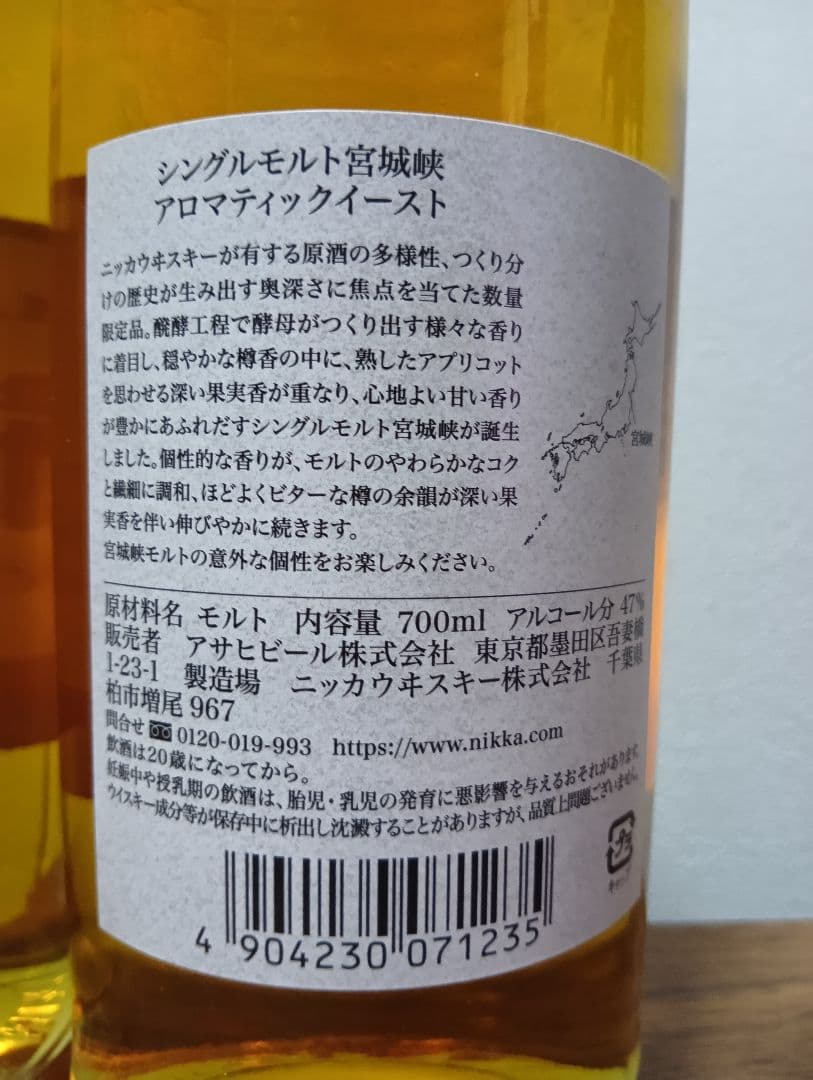 シングルモルト宮城峡
アロマティックイースト
ニッカウヰスキーが有する原酒の多様性、つくり分
けの歴史が生み出す奥深さに焦点を当てた数量
限定品。醗酵工程で酵母がつくり出す様々な香り
に着目し、穏やかな樽香の中に、熟したアプリコット
を思わせる深い果実香が重なり、心地よい甘い香り
が豊かにあふれだすシングルモルト宮城峡が誕生
しました。個性的な香りが、モルトのやわらかなコク
と繊細に調和、ほどよくビターな樽の余韻が深い果
実香を伴い伸びやかに続きます。
宮城峡モルトの意外な個性をお楽しみください。
宮城峡
原材料名 モルト 内容量 700ml アルコール分 47%
販売者 アサヒビール株式会社 東京都墨田区吾妻橋
1-23-1 製造場 ニッカウヰスキー株式会社 千葉県
柏市増尾 967
問合せ 0120-019-993 https://www.nikka.com
飲酒は20歳になってから。
妊娠中や授乳期の飲酒は、胎児・乳児の発育に悪影響を与えるおそれがあります。
ウイスキー成分等が保存中に析出し沈澱することがありますが、品質上問題ございません。
プラ
キャップ
4 904230 071235